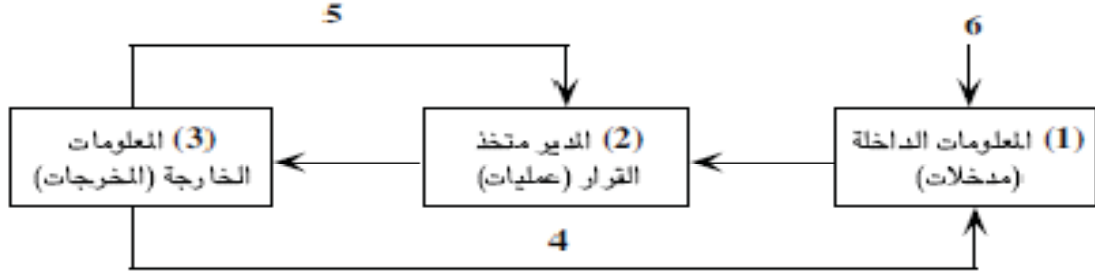 5
6
(1) المعلومات الداخلة
(مدخلات)
(2) المدير متخذ
القرار (عمليات)
(3) المعلومات
الخارجة (المخرجات)
4